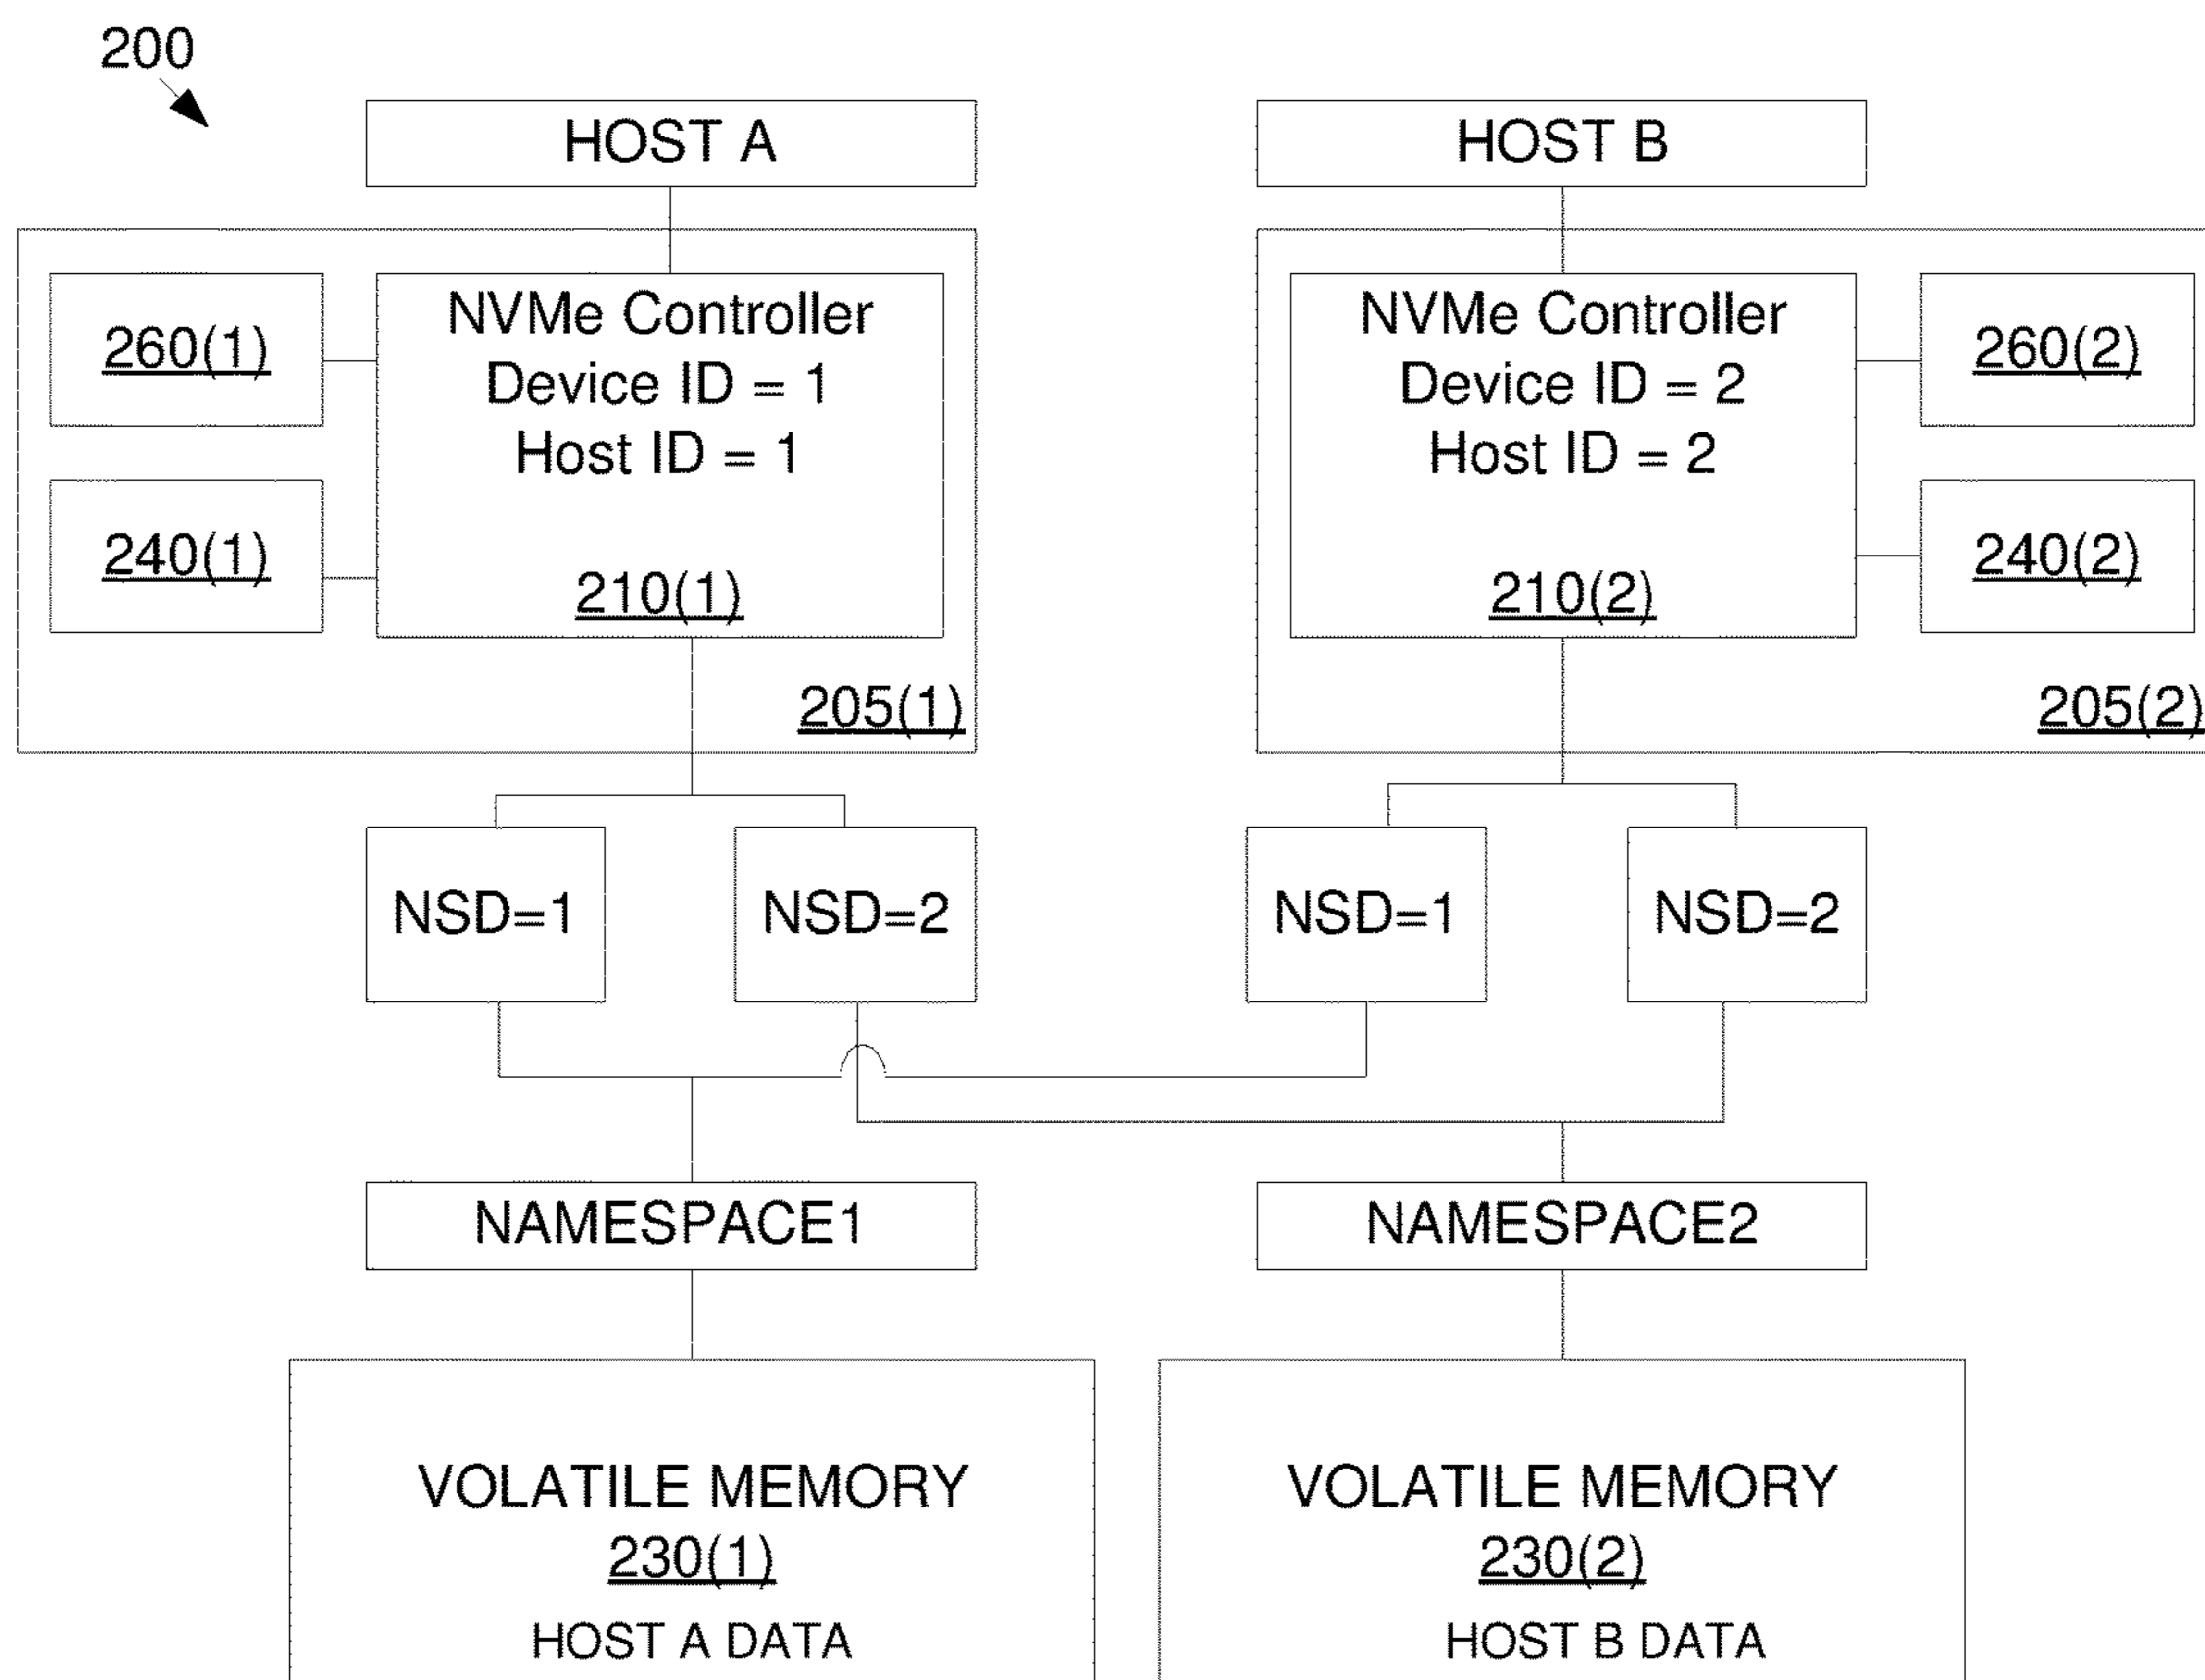 200
HOST A
HOST B
260(1)
NVMe Controller
Device ID = 1
Host ID = 1
210(1)
240(1)
205(1)
NVMe Controller
Device ID = 2
Host ID = 2
210(2)
260(2)
240(2)
205(2)
NSD=1
NSD=2
NSD=1
NSD=2
NAMESPACE1
NAMESPACE2
VOLATILE MEMORY
230(1)
HOST A DATA
VOLATILE MEMORY
230(2)
HOST B DATA